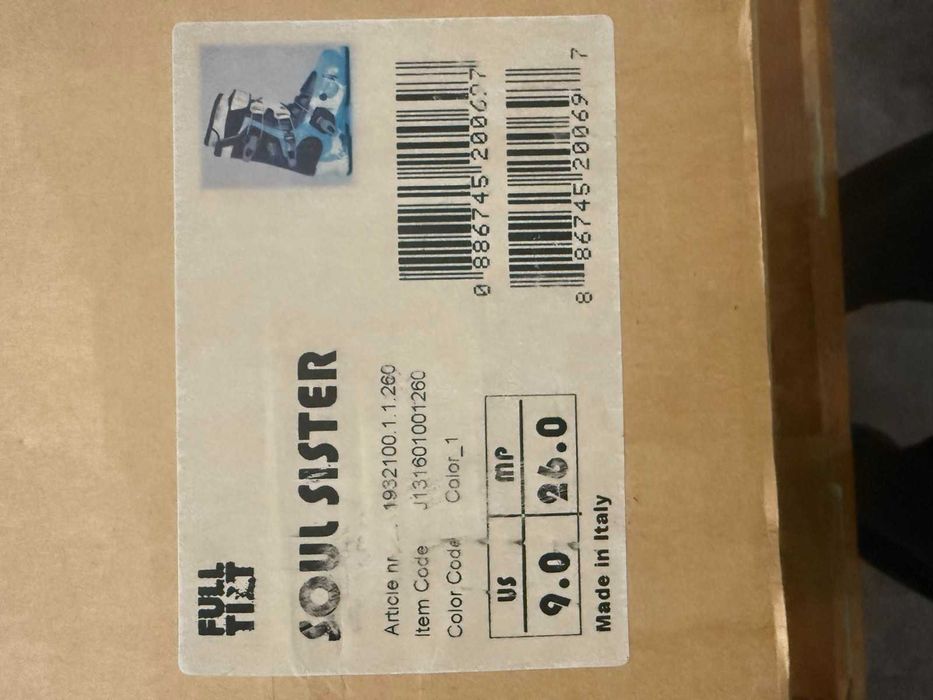 FULL
TILT
SOUL SISTER
Article nr. 1932100.1.1.260
Item Code J131601001260
Color Code Color_1
US MP
9.0 26.0
Made in Italy
0 886745 200697
8 86745 20069 7